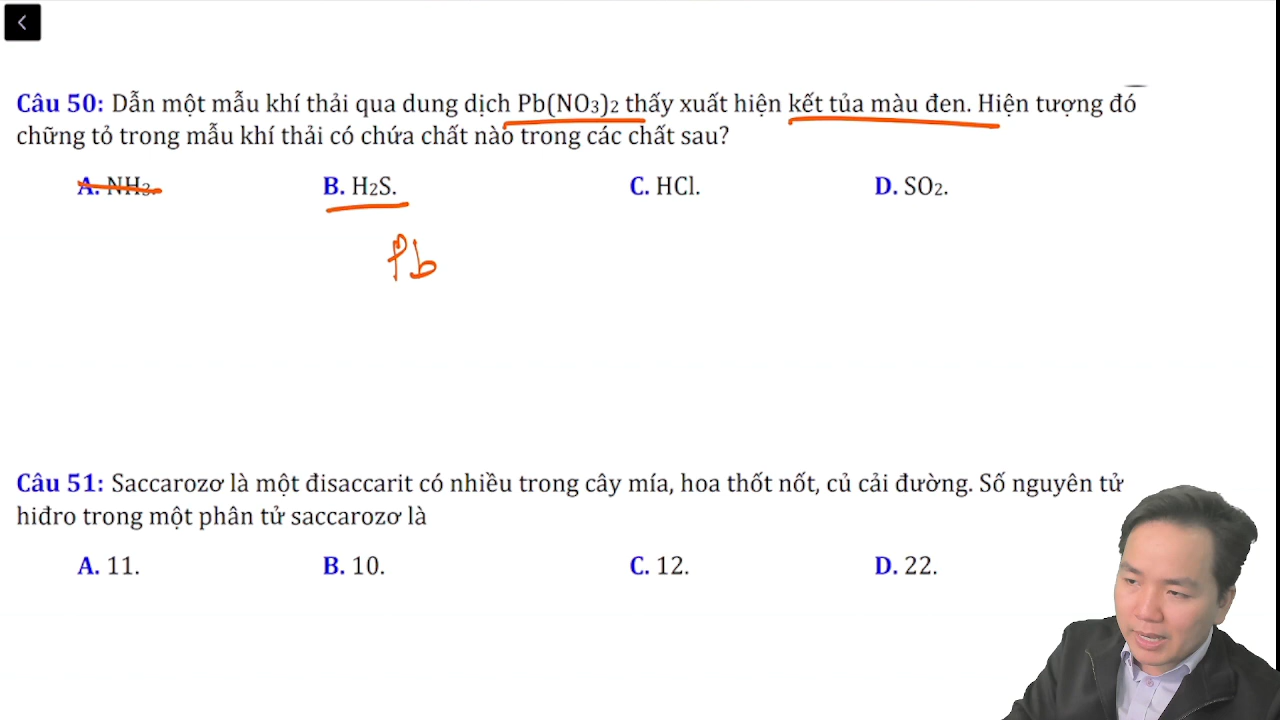 Câu 50: Dẫn một mẫu khí thải qua dung dịch Pb(NO3)2 thấy xuất hiện kết tủa màu đen. Hiện tượng đó
chững tỏ trong mẫu khí thải có chứa chất nào trong các chất sau?
A. NH3. B. H2S. C. HCl. D. SO2.
Pb
Câu 51: Saccarozơ là một đisaccarit có nhiều trong cây mía, hoa thốt nốt, củ cải đường. Số nguyên tử
hiđro trong một phân tử saccarozơ là
A. 11. B. 10. C. 12. D. 22.